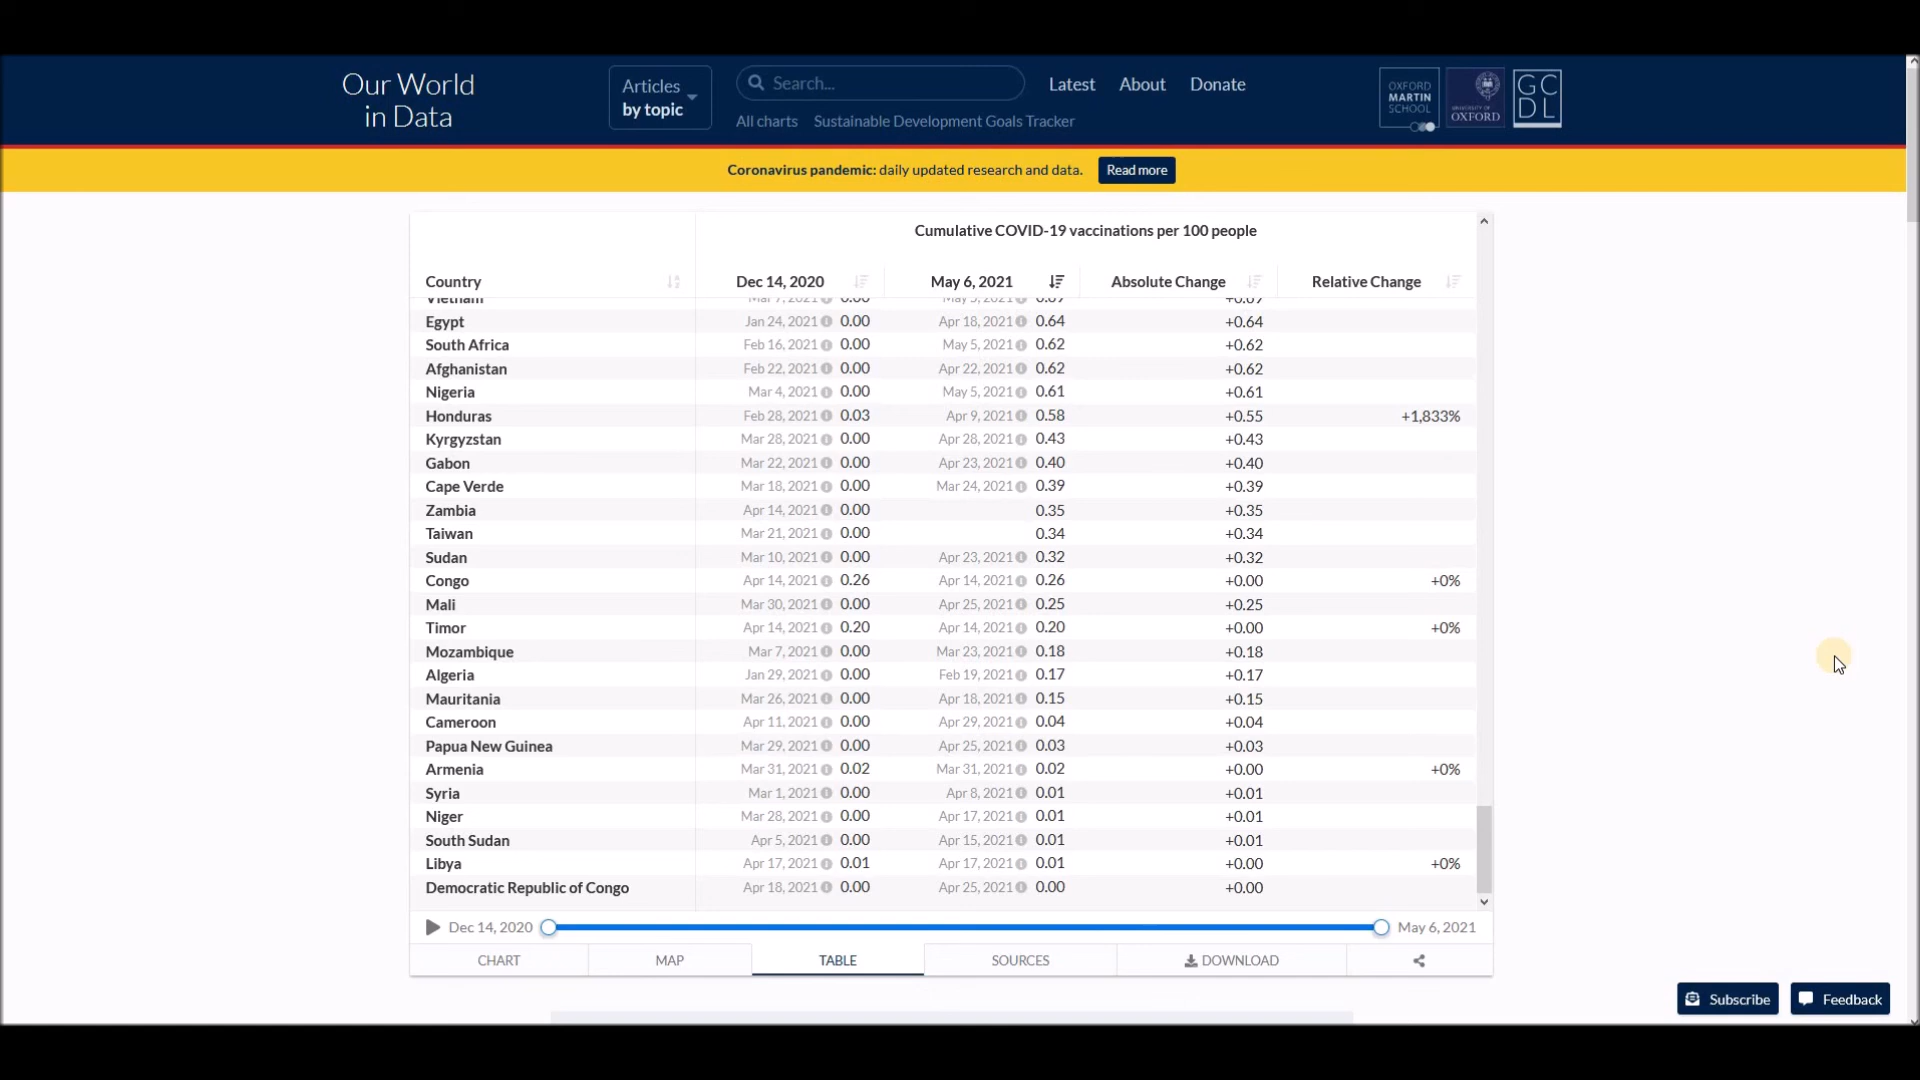 Our World
in Data
Articles
by topic
Search...
Latest
About
Donate
All charts
Sustainable Development Goals Tracker
OXFORD
MARTIN
SCHOOL
UNIVERSITY OF
OXFORD
GC
DL
Coronavirus pandemic: daily updated research and data.
Read more
Cumulative COVID-19 vaccinations per 100 people
Country Dec 14, 2020 May 6, 2021 Absolute Change Relative Change
Vietnam
Egypt Jan 24, 2021 0.00 Apr 18, 2021 0.64 +0.64
South Africa Feb 16, 2021 0.00 May 5, 2021 0.62 +0.62
Afghanistan Feb 22, 2021 0.00 Apr 22, 2021 0.62 +0.62
Nigeria Mar 4, 2021 0.00 May 5, 2021 0.61 +0.61
Honduras Feb 28, 2021 0.03 Apr 9, 2021 0.58 +0.55 +1,833%
Kyrgyzstan Mar 28, 2021 0.00 Apr 28, 2021 0.43 +0.43
Gabon Mar 22, 2021 0.00 Apr 23, 2021 0.40 +0.40
Cape Verde Mar 18, 2021 0.00 Mar 24, 2021 0.39 +0.39
Zambia Apr 14, 2021 0.00 0.35 +0.35
Taiwan Mar 21, 2021 0.00 0.34 +0.34
Sudan Mar 10, 2021 0.00 Apr 23, 2021 0.32 +0.32
Congo Apr 14, 2021 0.26 Apr 14, 2021 0.26 +0.00 +0%
Mali Mar 30, 2021 0.00 Apr 25, 2021 0.25 +0.25
Timor Apr 14, 2021 0.20 Apr 14, 2021 0.20 +0.00 +0%
Mozambique Mar 7, 2021 0.00 Mar 23, 2021 0.18 +0.18
Algeria Jan 29, 2021 0.00 Feb 19, 2021 0.17 +0.17
Mauritania Mar 26, 2021 0.00 Apr 18, 2021 0.15 +0.15
Cameroon Apr 11, 2021 0.00 Apr 29, 2021 0.04 +0.04
Papua New Guinea Mar 29, 2021 0.00 Apr 25, 2021 0.03 +0.03
Armenia Mar 31, 2021 0.02 Mar 31, 2021 0.02 +0.00 +0%
Syria Mar 1, 2021 0.00 Apr 8, 2021 0.01 +0.01
Niger Mar 28, 2021 0.00 Apr 17, 2021 0.01 +0.01
South Sudan Apr 5, 2021 0.00 Apr 15, 2021 0.01 +0.01
Libya Apr 17, 2021 0.01 Apr 17, 2021 0.01 +0.00 +0%
Democratic Republic of Congo Apr 18, 2021 0.00 Apr 25, 2021 0.00 +0.00
Dec 14, 2020
May 6, 2021
CHART MAP TABLE SOURCES DOWNLOAD
Subscribe
Feedback